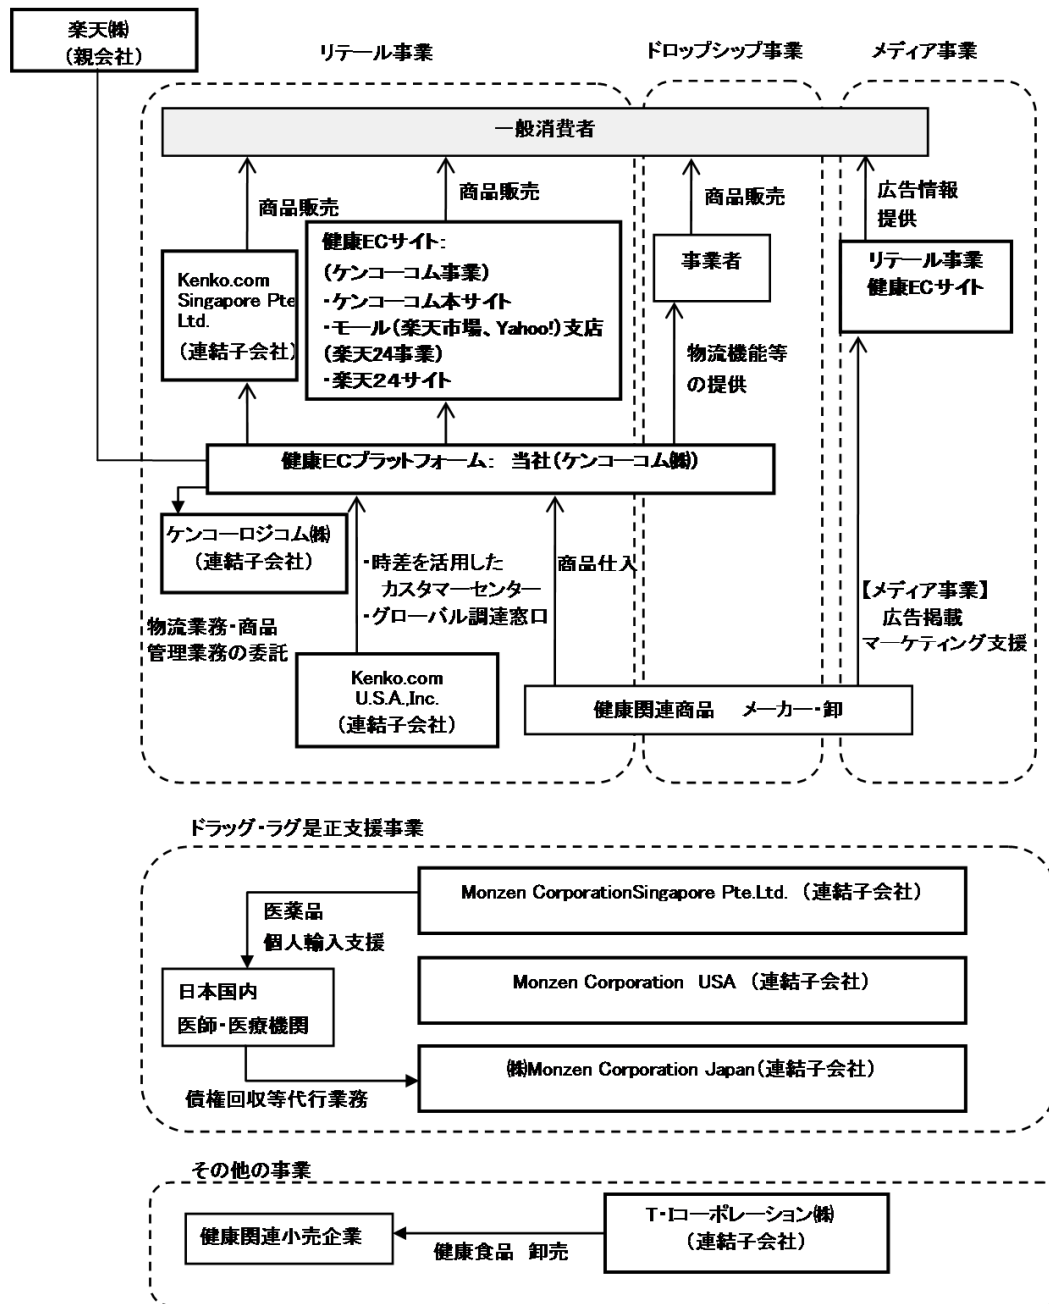 楽天㈱
（親会社）
リテール事業
ドロップシップ事業
メディア事業
一般消費者
商品販売
商品販売
商品販売
広告情報
提供
Kenko.com
Singapore Pte
Ltd.
（連結子会社）
健康ECサイト:
（ケンコーコム事業）
・ケンコーコム本サイト
・モール（楽天市場、Yahoo!）支店
（楽天24事業）
・楽天２４サイト
事業者
リテール事業
健康ECサイト
物流機能等
の提供
健康ECプラットフォーム:　当社（ケンコーコム㈱）
ケンコーロジコム㈱
（連結子会社）
・時差を活用した
カスタマーセンター
・グローバル調達窓口
商品仕入
【メディア事業】
広告掲載
マーケティング支援
物流業務・商品
管理業務の委託
Kenko.com
U.S.A.,Inc.
（連結子会社）
健康関連商品　メーカー・卸
ドラッグ・ラグ是正支援事業
Monzen CorporationSingapore Pte.Ltd.（連結子会社）
医薬品
個人輸入支援
日本国内
医師・医療機関
Monzen Corporation　USA （連結子会社）
㈱Monzen Corporation Japan（連結子会社）
債権回収等代行業務
その他の事業
健康関連小売企業
T・Iコーポレーション㈱
（連結子会社）
健康食品　卸売